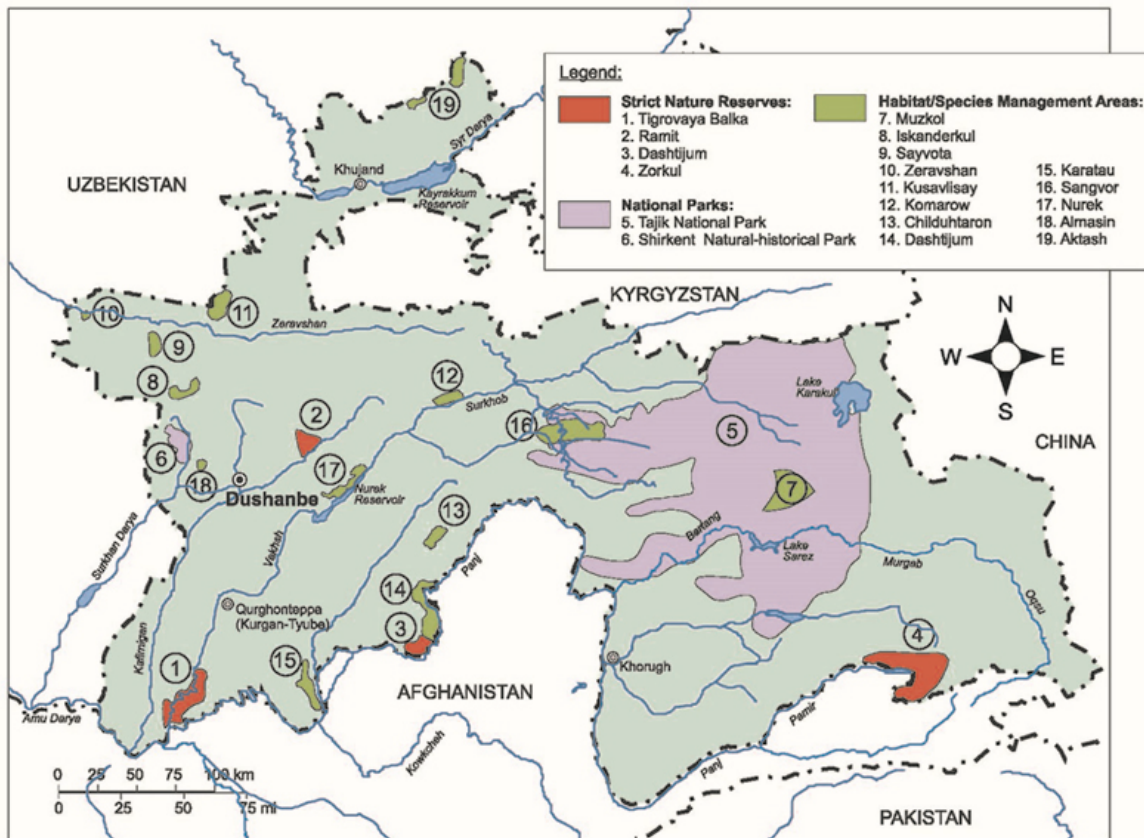 Legend:
Strict Nature Reserves:
1. Tigrovaya Balka
2. Ramit
3. Dashtijum
4. Zorkul
National Parks:
5. Tajik National Park
6. Shirkent Natural-historical Park
Habitat/Species Management Areas:
7. Muzkol
8. Iskanderkul
9. Sayvota
10. Zeravshan
11. Kusavlisay
12. Komarow
13. Childuhtaron
14. Dashtijum
15. Karatau
16. Sangvor
17. Nurek
18. Almasin
19. Aktash
19
Syr Darya
Khujand
Kayrakkum
Reservoir
UZBEKISTAN
KYRGYZSTAN
N
W E
S
10
11
Zeravshan
9
8
12
Surkhob
Lake
Karakul
2
16
5
CHINA
6
18
17
Dushanbe
Nurek
Reservoir
7
13
Surkhan Darya
Vakhsh
Panj
Bartang
Lake
Sarez
Murgab
Oqsu
14
Qurghonteppa
(Kurgan-Tyube)
3
4
Kafirnigan
1
15
Khorugh
AFGHANISTAN
Amu Darya
Pamir
Kowkcheh
Panj
0 25 50 75 100 km
0 25 50 75 mi
PAKISTAN